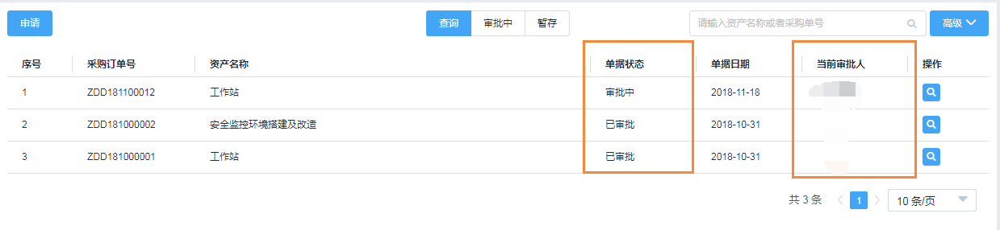 申请 查询 审批中 暂存 请输入资产名称或者采购单号 高级
序号 采购订单号 资产名称 单据状态 单据日期 当前审批人 操作
1 ZDD181100012 工作站 审批中 2018-11-18
2 ZDD181000002 安全监控环境搭建及改造 已审批 2018-10-31
3 ZDD181000001 工作站 已审批 2018-10-31
共 3 条 1 10 条/页